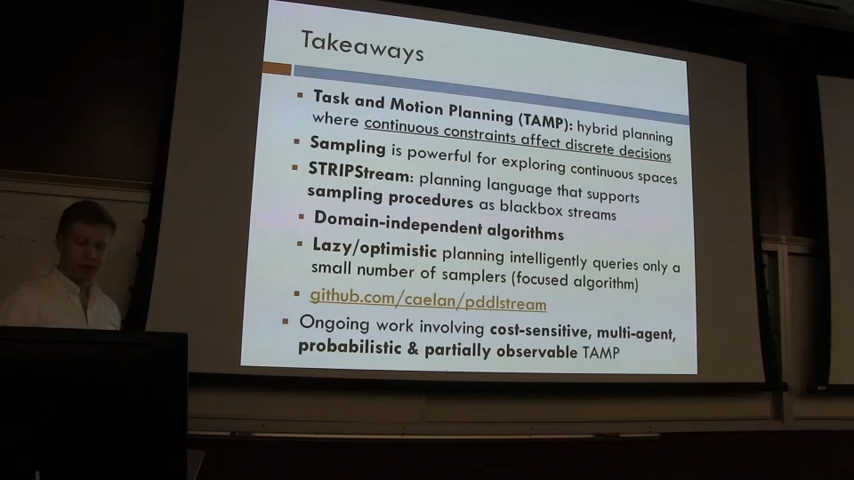 Takeaways
Task and Motion Planning (TAMP): hybrid planning
where continuous constraints affect discrete decisions
Sampling is powerful for exploring continuous spaces
STRIPStream: planning language that supports
sampling procedures as blackbox streams
Domain-independent algorithms
Lazy/optimistic planning intelligently queries only a
small number of samplers (focused algorithm)
github.com/caelan/pddlstream
Ongoing work involving cost-sensitive, multi-agent,
probabilistic & partially observable TAMP